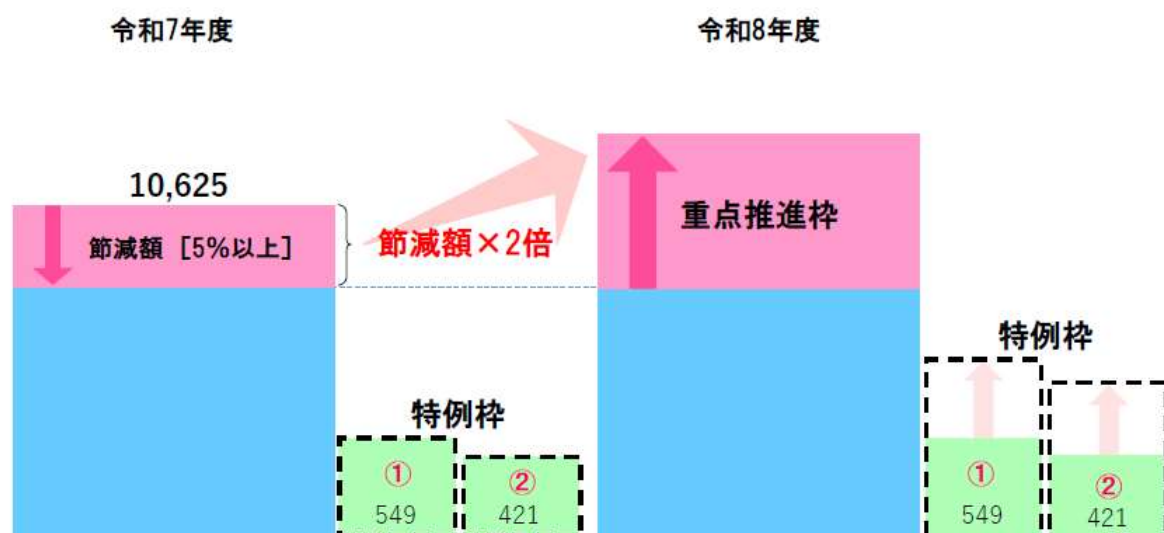 令和7年度
令和8年度
10,625
節減額［5%以上］
節減額×2倍
重点推進枠
特例枠
①
549
②
421
特例枠
①
549
②
421